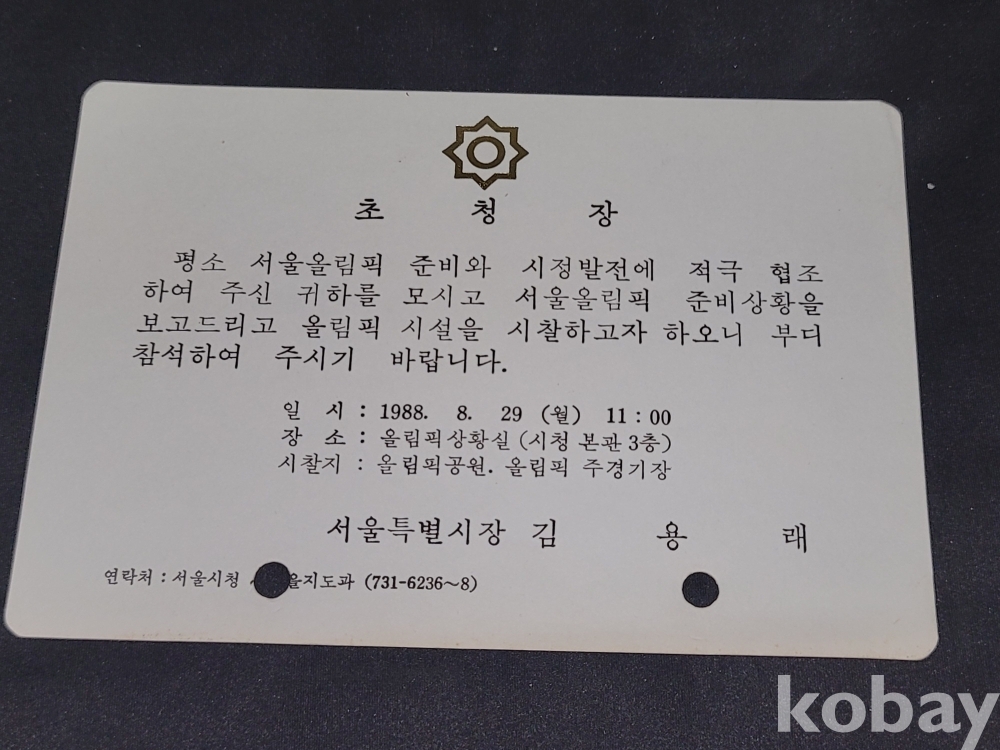 초 청 장
평소 서울올림픽 준비와 시정발전에 적극 협조
하여 주신 귀하를 모시고 서울올림픽 준비상황을
보고드리고 올림픽 시설을 시찰하고자 하오니 부디
참석하여 주시기 바랍니다.
일 시 : 1988. 8. 29 (월) 11 : 00
장 소 : 올림픽상황실 (시청 본관 3층)
시찰지 : 올림픽공원. 올림픽 주경기장
서울특별시장 김 용 래
연락처 : 서울시청 (731-6236~8)
kobay